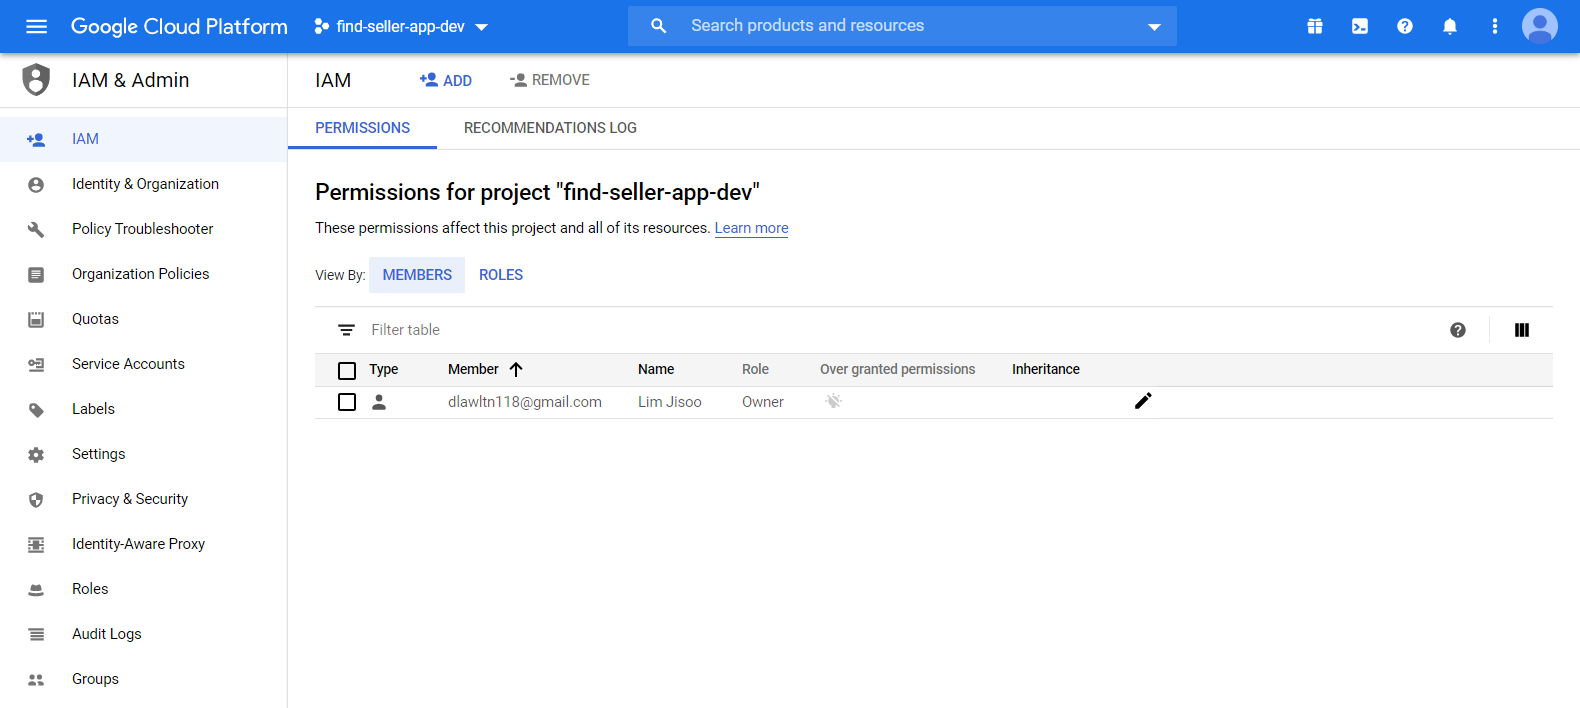 Google Cloud Platform
find-seller-app-dev
Search products and resources
IAM & Admin
IAM
ADD
REMOVE
PERMISSIONS
RECOMMENDATIONS LOG
IAM
Identity & Organization
Policy Troubleshooter
Organization Policies
Quotas
Service Accounts
Labels
Settings
Privacy & Security
Identity-Aware Proxy
Roles
Audit Logs
Groups
Permissions for project "find-seller-app-dev"
These permissions affect this project and all of its resources. Learn more
View By: MEMBERS ROLES
Filter table
Type Member Name Role Over granted permissions Inheritance
dlawltn118@gmail.com Lim Jisoo Owner